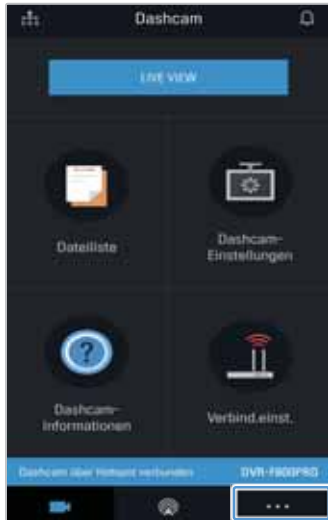 Dashcam
LIVE VIEW
Dateiliste
Dashcam-
Einstellungen
Dashcam-
Informationen
Verbind.einst.
Dashcam über Hotspot verbunden DVR-F800PRO